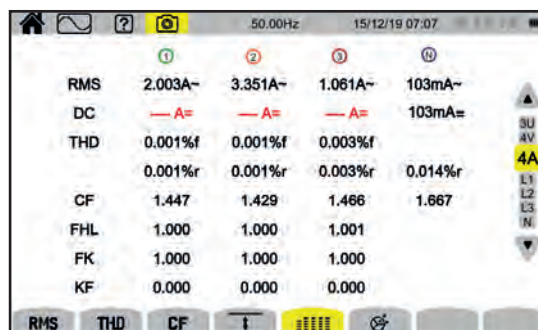 ? 50.00Hz 15/12/19 07:07
1 2 3 N
RMS 2.003A~ 3.351A~ 1.061A~ 103mA~
DC --- A= --- A= --- A= 103mA=
THD 0.001%f 0.001%f 0.003%f
0.001%r 0.001%r 0.003%r 0.014%r
CF 1.447 1.429 1.466 1.667
FHL 1.000 1.000 1.001
FK 1.000 1.000 1.000
KF 0.000 0.000 0.000
3U
4V
4A
L1
L2
L3
N
RMS THD CF